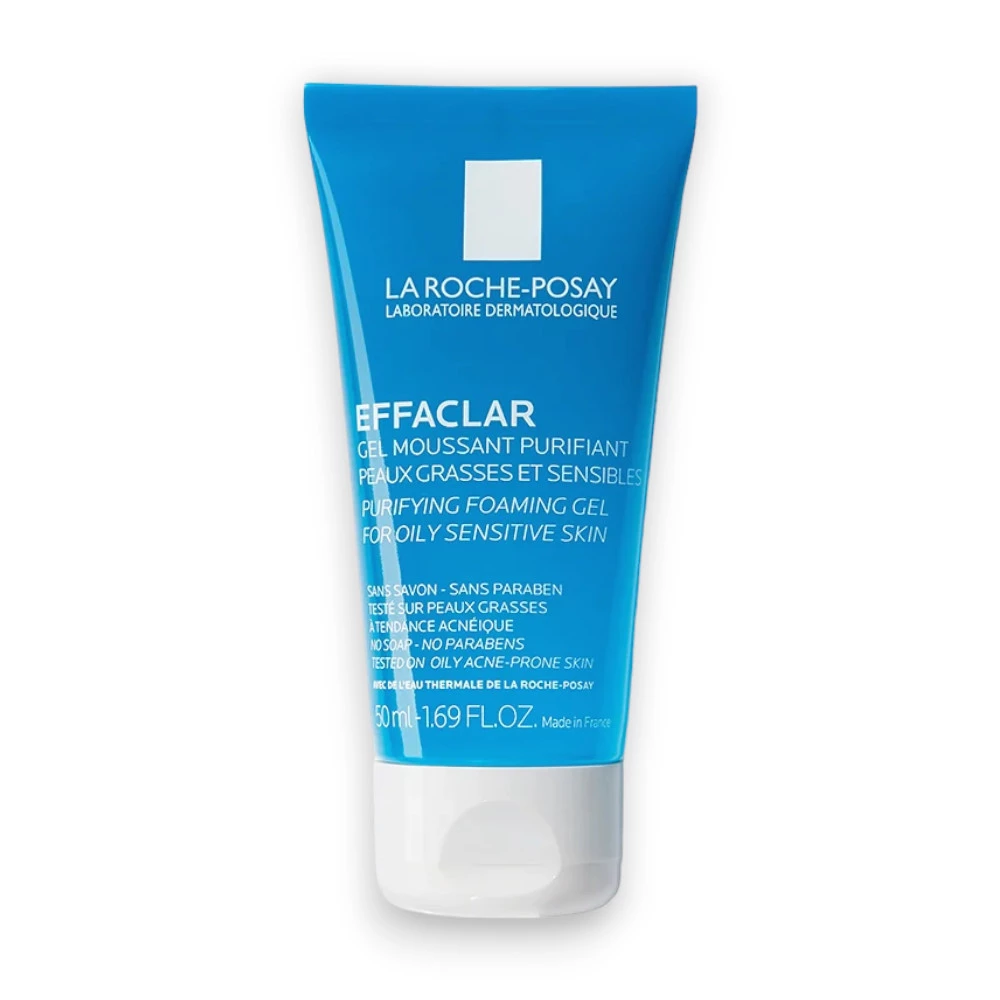 LA ROCHE-POSAY
LABORATOIRE DERMATOLOGIQUE
EFFACLAR
GEL MOUSSANT PURIFIANT
PEAUX GRASSES ET SENSIBLES
PURIFYING FOAMING GEL
FOR OILY SENSITIVE SKIN
SANS SAVON - SANS PARABEN
TESTÉ SUR PEAUX GRASSES
À TENDANCE ACNÉIQUE
NO SOAP - NO PARABENS
TESTED ON OILY ACNE-PRONE SKIN
AVEC DE L'EAU THERMALE DE LA ROCHE-POSAY
50 ml - 1.69 FL.OZ. Made in France